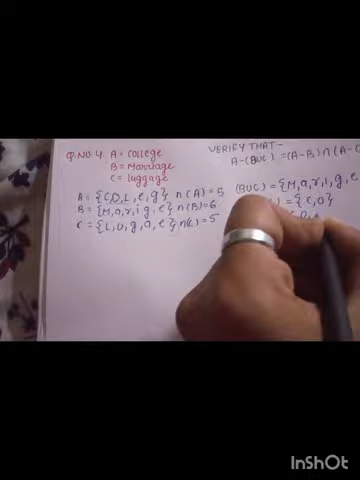 Q.NO.4. A = college
B = Marriage
C = luggage
A = {C,O,L,e,g} n(A) = 5
B = {M,a,r,i,g,e} n(B) = 6
C = {L,U,g,a,e} n(C) = 5
VERIFY THAT-
A-(BUC) = (A-B) ∩ (A-C
(BUC) = {M,a,r,i,g,e
) = {C,O}
InShOt